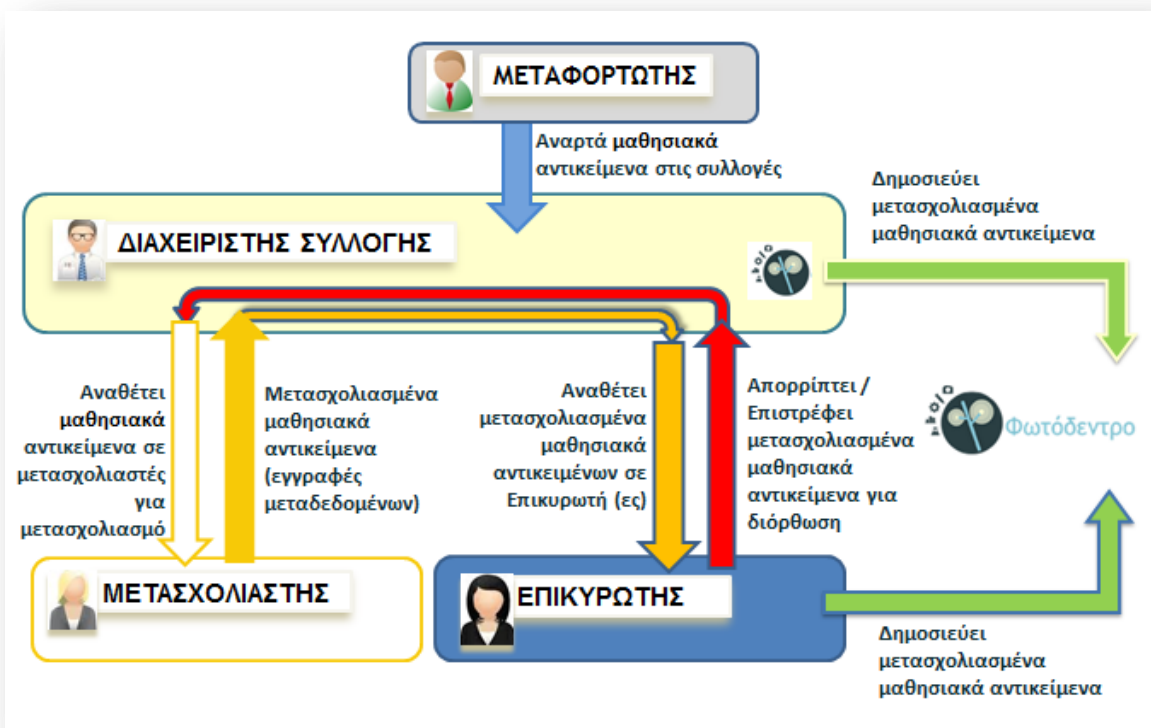 ΜΕΤΑΦΟΡΤΩΤΗΣ
Αναρτά μαθησιακά
αντικείμενα στις συλλογές
Δημοσιεύει
μετασχολιασμένα
μαθησιακά αντικείμενα
ΔΙΑΧΕΙΡΙΣΤΗΣ ΣΥΛΛΟΓΗΣ
Αναθέτει
μαθησιακά
αντικείμενα σε
μετασχολιαστές
για
μετασχολιασμό
Μετασχολιασμένα
μαθησιακά
αντικείμενα
(εγγραφές
μεταδεδομένων)
Αναθέτει
μετασχολιασμένα
μαθησιακά
αντικειμένων σε
Επικυρωτή (ες)
Απορρίπτει /
Επιστρέφει
μετασχολιασμένα
μαθησιακά
αντικείμενα για
διόρθωση
Φωτόδεντρο
ΜΕΤΑΣΧΟΛΙΑΣΤΗΣ
ΕΠΙΚΥΡΩΤΗΣ
Δημοσιεύει
μετασχολιασμένα
μαθησιακά αντικείμενα